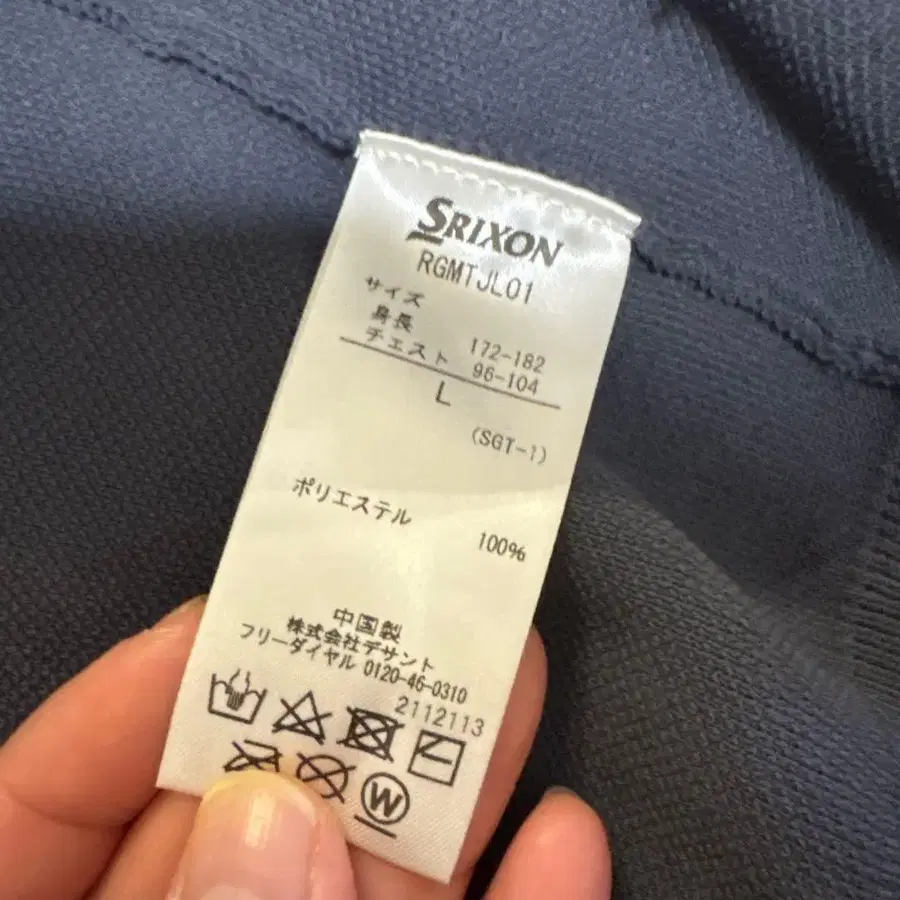 SRIXON
RGMTJL01
サイズ
身長 172-182
チェスト 96-104
L
(SGT-1)
ポリエステル
100%
中国製
株式会社デサント
フリーダイヤル 0120-46-0310
2112113
W